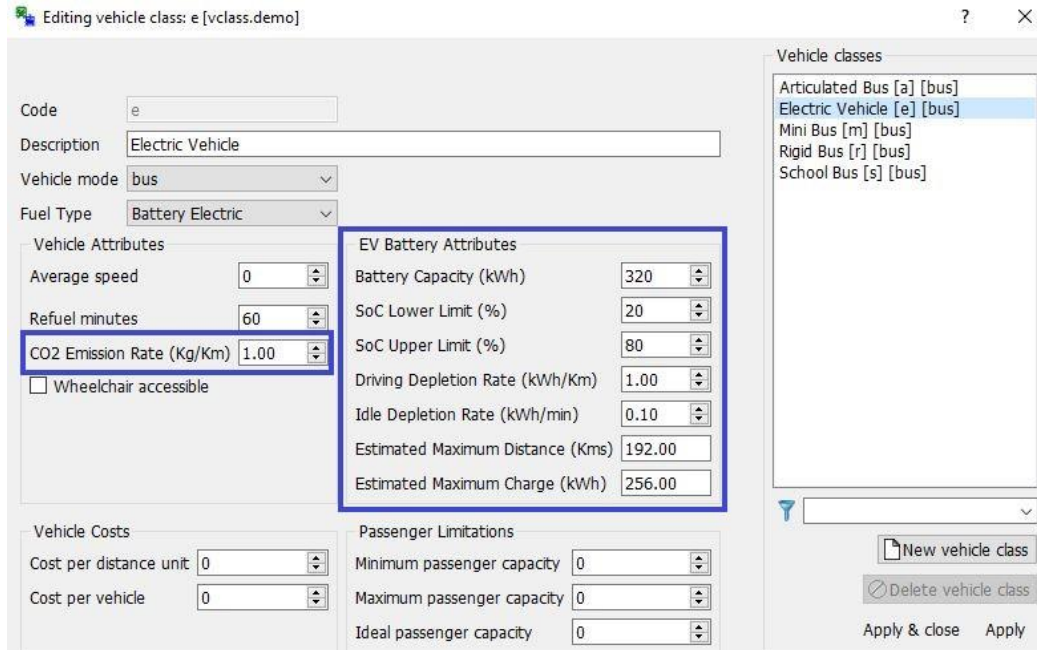 Editing vehicle class: e [vclass.demo]
?
Code e
Description Electric Vehicle
Vehicle mode bus
Fuel Type Battery Electric
Vehicle Attributes
Average speed 0
Refuel minutes 60
CO2 Emission Rate (Kg/Km) 1.00
Wheelchair accessible
EV Battery Attributes
Battery Capacity (kWh) 320
SoC Lower Limit (%) 20
SoC Upper Limit (%) 80
Driving Depletion Rate (kWh/Km) 1.00
Idle Depletion Rate (kWh/min) 0.10
Estimated Maximum Distance (Kms) 192.00
Estimated Maximum Charge (kWh) 256.00
Vehicle Costs
Cost per distance unit 0
Cost per vehicle 0
Passenger Limitations
Minimum passenger capacity 0
Maximum passenger capacity 0
Ideal passenger capacity 0
Vehicle classes
Articulated Bus [a] [bus]
Electric Vehicle [e] [bus]
Mini Bus [m] [bus]
Rigid Bus [r] [bus]
School Bus [s] [bus]
New vehicle class
Delete vehicle class
Apply & close Apply